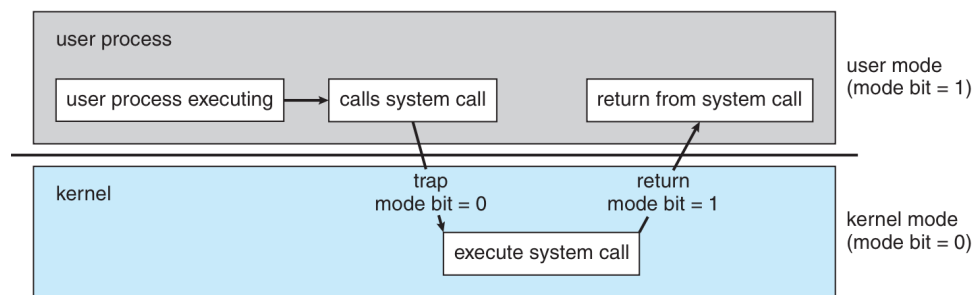 user process
user process executing
calls system call
return from system call
user mode
(mode bit = 1)
kernel
trap
mode bit = 0
return
mode bit = 1
execute system call
kernel mode
(mode bit = 0)